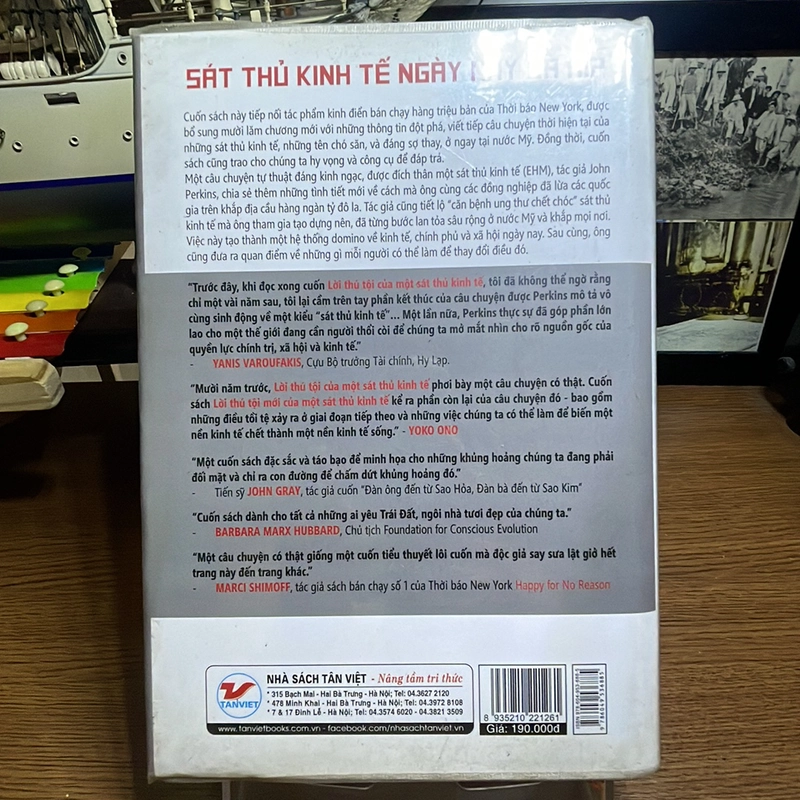 SÁT THỦ KINH TẾ NGÀY
Cuốn sách này tiếp nối tác phẩm kinh điển bán chạy hàng triệu bản của Thời báo New York, được
bổ sung mười lăm chương mới với những thông tin đột phá, viết tiếp câu chuyện thời hiện tại của
những sát thủ kinh tế, những tên chó săn, và đáng sợ thay, ở ngay tại nước Mỹ. Đồng thời, cuốn
sách cũng trao cho chúng ta hy vọng và công cụ để đáp trả.
Một câu chuyện tự thuật đáng kinh ngạc, được đích thân một sát thủ kinh tế (EHM), tác giả John
Perkins, chia sẻ thêm những tình tiết mới về cách mà ông cùng các đồng nghiệp đã lừa các quốc
gia trên khắp địa cầu hàng ngàn tỷ đô la. Tác giả cũng tiết lộ "căn bệnh ung thư chết chóc" sát thủ
kinh tế mà ông tham gia tạo dựng nên, đã từng bước lan tỏa sâu rộng ở nước Mỹ và khắp mọi nơi.
Việc này tạo thành một hệ thống domino về kinh tế, chính phủ và xã hội ngày nay. Sau cùng, ông
cũng đưa ra quan điểm về những gì mỗi người có thể làm để thay đổi điều đó.
"Trước đây, khi đọc xong cuốn Lời thú tội của một sát thủ kinh tế, tôi đã không thể ngờ rằng
chỉ một vài năm sau, tôi lại cầm trên tay phần kết thúc của câu chuyện được Perkins mô tả vô
cùng sinh động về một kiểu "sát thủ kinh tế"... Một lần nữa, Perkins thực sự đã góp phần lớn
lao cho một thế giới đang cần người thổi còi để chúng ta mở mắt nhìn cho rõ nguồn gốc của
quyền lực chính trị, xã hội và kinh tế."
- YANIS VAROUFAKIS, Cựu Bộ trưởng Tài chính, Hy Lạp.
"Mười năm trước, Lời thú tội của một sát thủ kinh tế phơi bày một câu chuyện có thật. Cuốn
sách Lời thú tội mới của một sát thủ kinh tế kể ra phần còn lại của câu chuyện đó - bao gồm
những điều tồi tệ xảy ra ở giai đoạn tiếp theo và những việc chúng ta có thể làm để biến một
nền kinh tế chết thành một nền kinh tế sống." - YOKO ONO
"Một cuốn sách đặc sắc và táo bạo để minh họa cho những khủng hoảng chúng ta đang phải
đối mặt và chỉ ra con đường để chấm dứt khủng hoảng đó."
- Tiến sỹ JOHN GRAY, tác giả cuốn "Đàn ông đến từ Sao Hỏa, Đàn bà đến từ Sao Kim"
"Cuốn sách dành cho tất cả những ai yêu Trái Đất, ngôi nhà tươi đẹp của chúng ta."
- BARBARA MARX HUBBARD, Chủ tịch Foundation for Conscious Evolution
"Một câu chuyện có thật giống một cuốn tiểu thuyết lôi cuốn mà độc giả say sưa lật giở hết
trang này đến trang khác."
- MARCI SHIMOFF, tác giả sách bán chạy số 1 của Thời báo New York Happy for No Reason
TANVIET
NHÀ SÁCH TÂN VIỆT - Nâng tầm tri thức
* 315 Bạch Mai - Hai Bà Trưng - Hà Nội; Tel: 04.3627 2120
* 478 Minh Khai - Hai Bà Trưng - Hà Nội; Tel: 04.3972 8108
* 7 & 17 Đinh Lễ - Hà Nội; Tel: 04.3574 6020 - 04.3821 3509
www.tanvietbooks.com.vn - facebook.com/nhasachtanviet.vn
8 935210 221261
Giá: 190.000đ